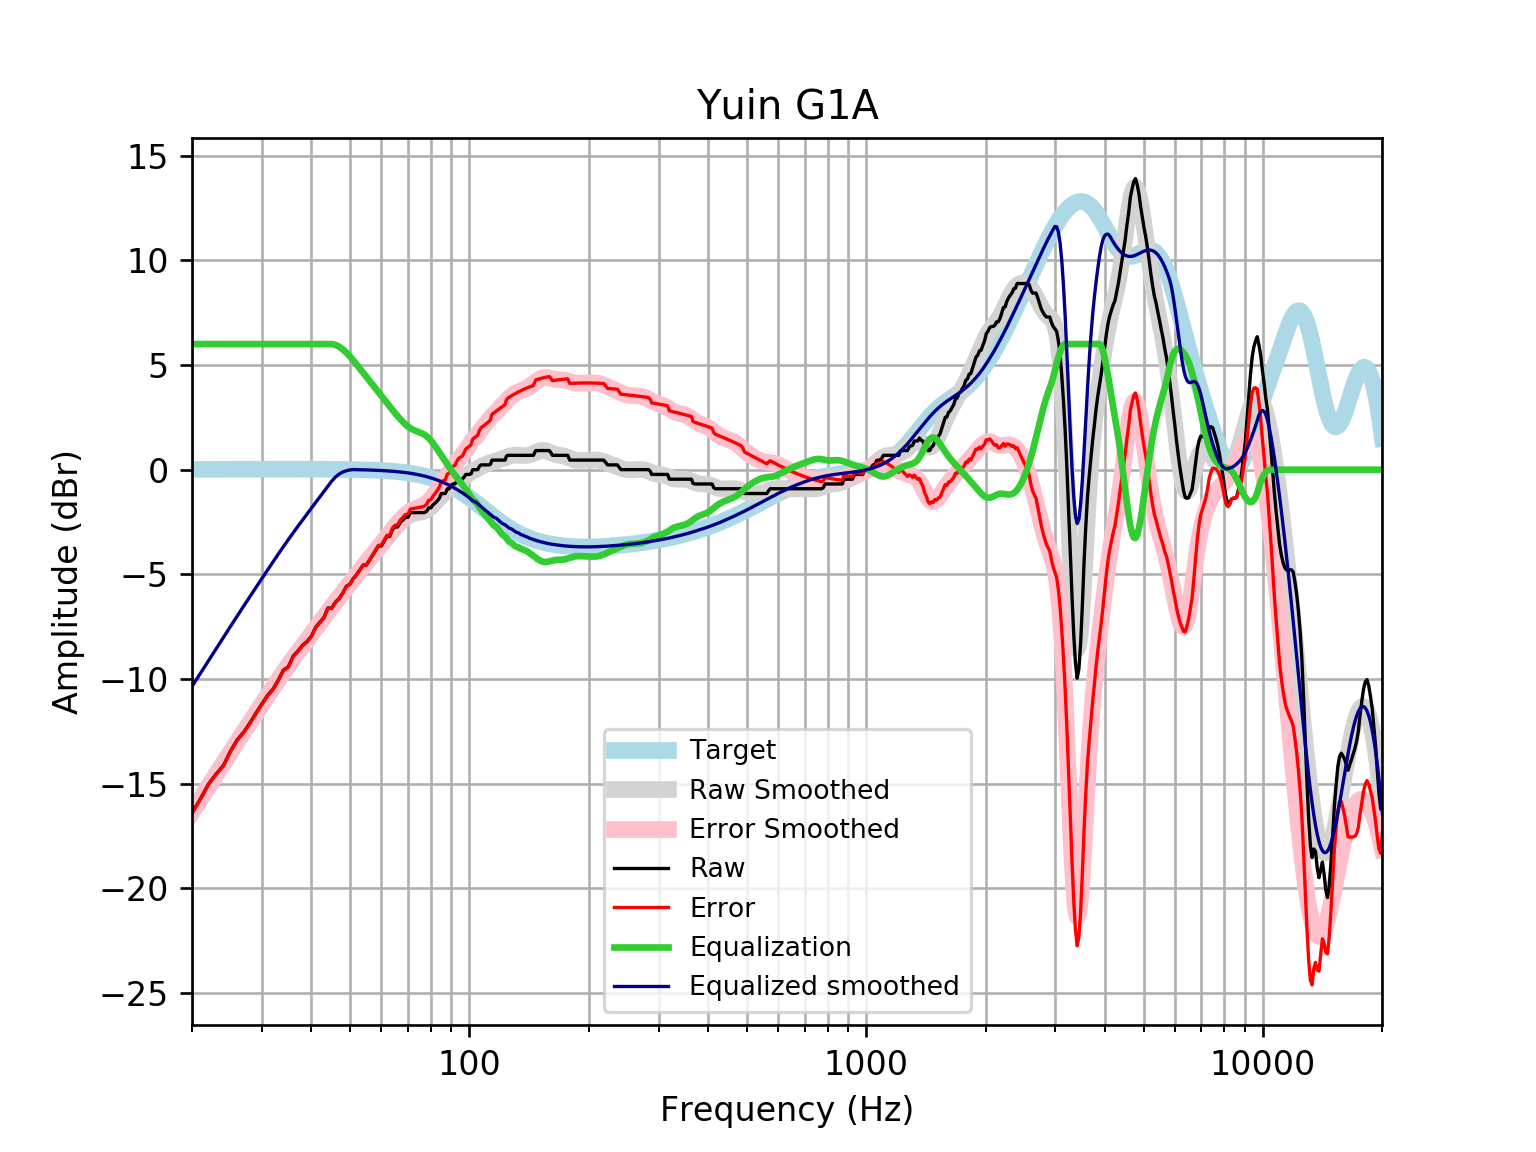 Yuin G1A
15
10
5
0
−5
−10
−15
−20
−25
Amplitude (dBr)
Target
Raw Smoothed
Error Smoothed
Raw
Error
Equalization
Equalized smoothed
100
1000
10000
Frequency (Hz)